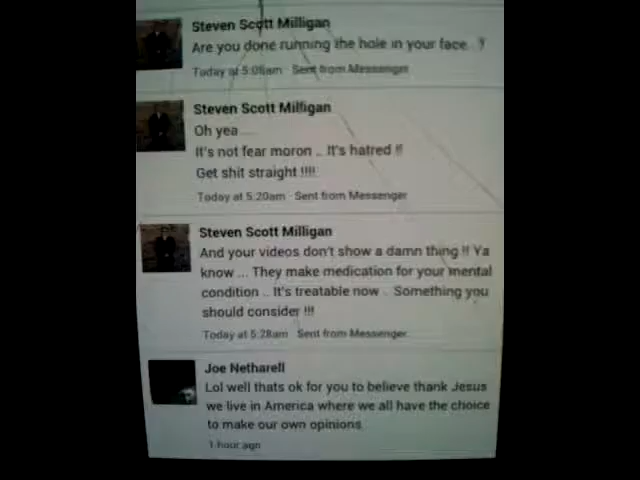 Steven Scott Milligan
Are you done running the hole in your face.. ?
Today at 5:08am · Sent from Messenger
Steven Scott Milligan
Oh yea ....
It's not fear moron .. It's hatred !!
Get shit straight !!!!
Today at 5:20am · Sent from Messenger
Steven Scott Milligan
And your videos don't show a damn thing !! Ya
know ... They make medication for your mental
condition .. It's treatable now .. Something you
should consider !!!
Today at 5:28am · Sent from Messenger
Joe Netharell
Lol well thats ok for you to believe thank Jesus
we live in America where we all have the choice
to make our own opinions.
1 hour ago